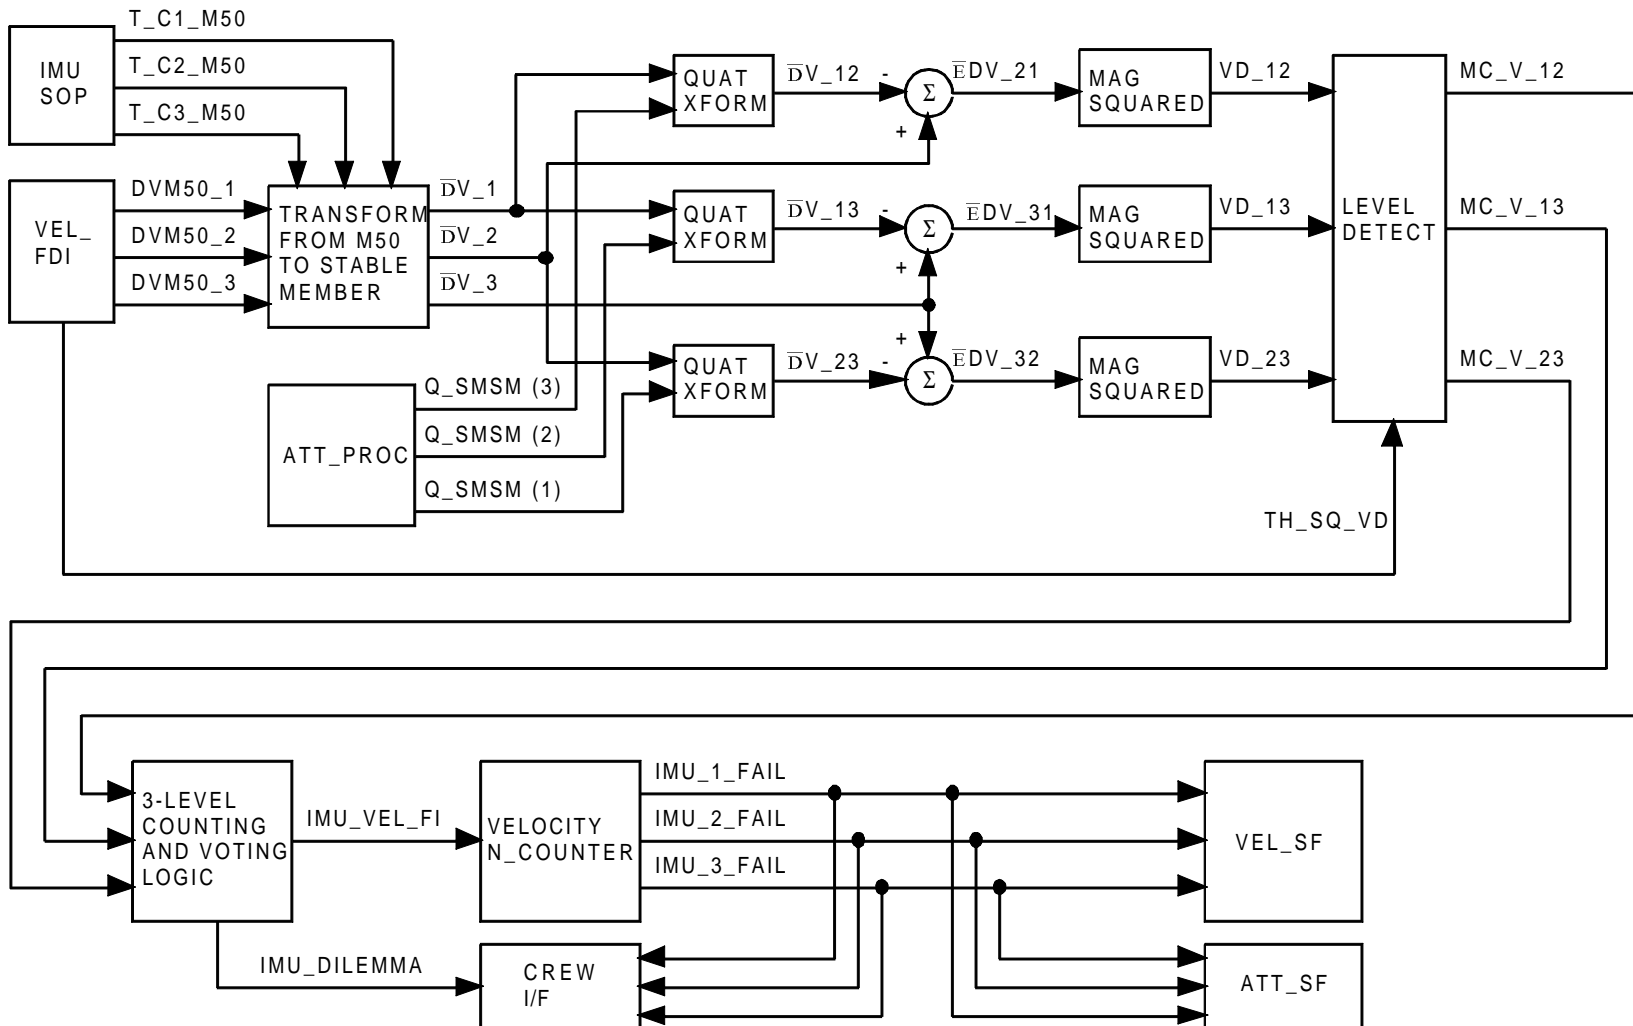 T_C1_M50
IMU
SOP
T_C2_M50
T_C3_M50
VEL_
FDI
DVM50_1
DVM50_2
DVM50_3
TRANSFORM
FROM M50
TO STABLE
MEMBER
D̅V_1
D̅V_2
D̅V_3
ATT_PROC
Q_SMSM (3)
Q_SMSM (2)
Q_SMSM (1)
QUAT
XFORM
D̅V_12
-
Σ
+
E̅DV_21
MAG
SQUARED
VD_12
QUAT
XFORM
D̅V_13
-
Σ
+
E̅DV_31
MAG
SQUARED
VD_13
QUAT
XFORM
D̅V_23
+
-
Σ
E̅DV_32
MAG
SQUARED
VD_23
LEVEL
DETECT
MC_V_12
MC_V_13
MC_V_23
TH_SQ_VD
3-LEVEL
COUNTING
AND VOTING
LOGIC
IMU_VEL_FI
VELOCITY
N_COUNTER
IMU_1_FAIL
IMU_2_FAIL
IMU_3_FAIL
VEL_SF
IMU_DILEMMA
CREW
I/F
ATT_SF